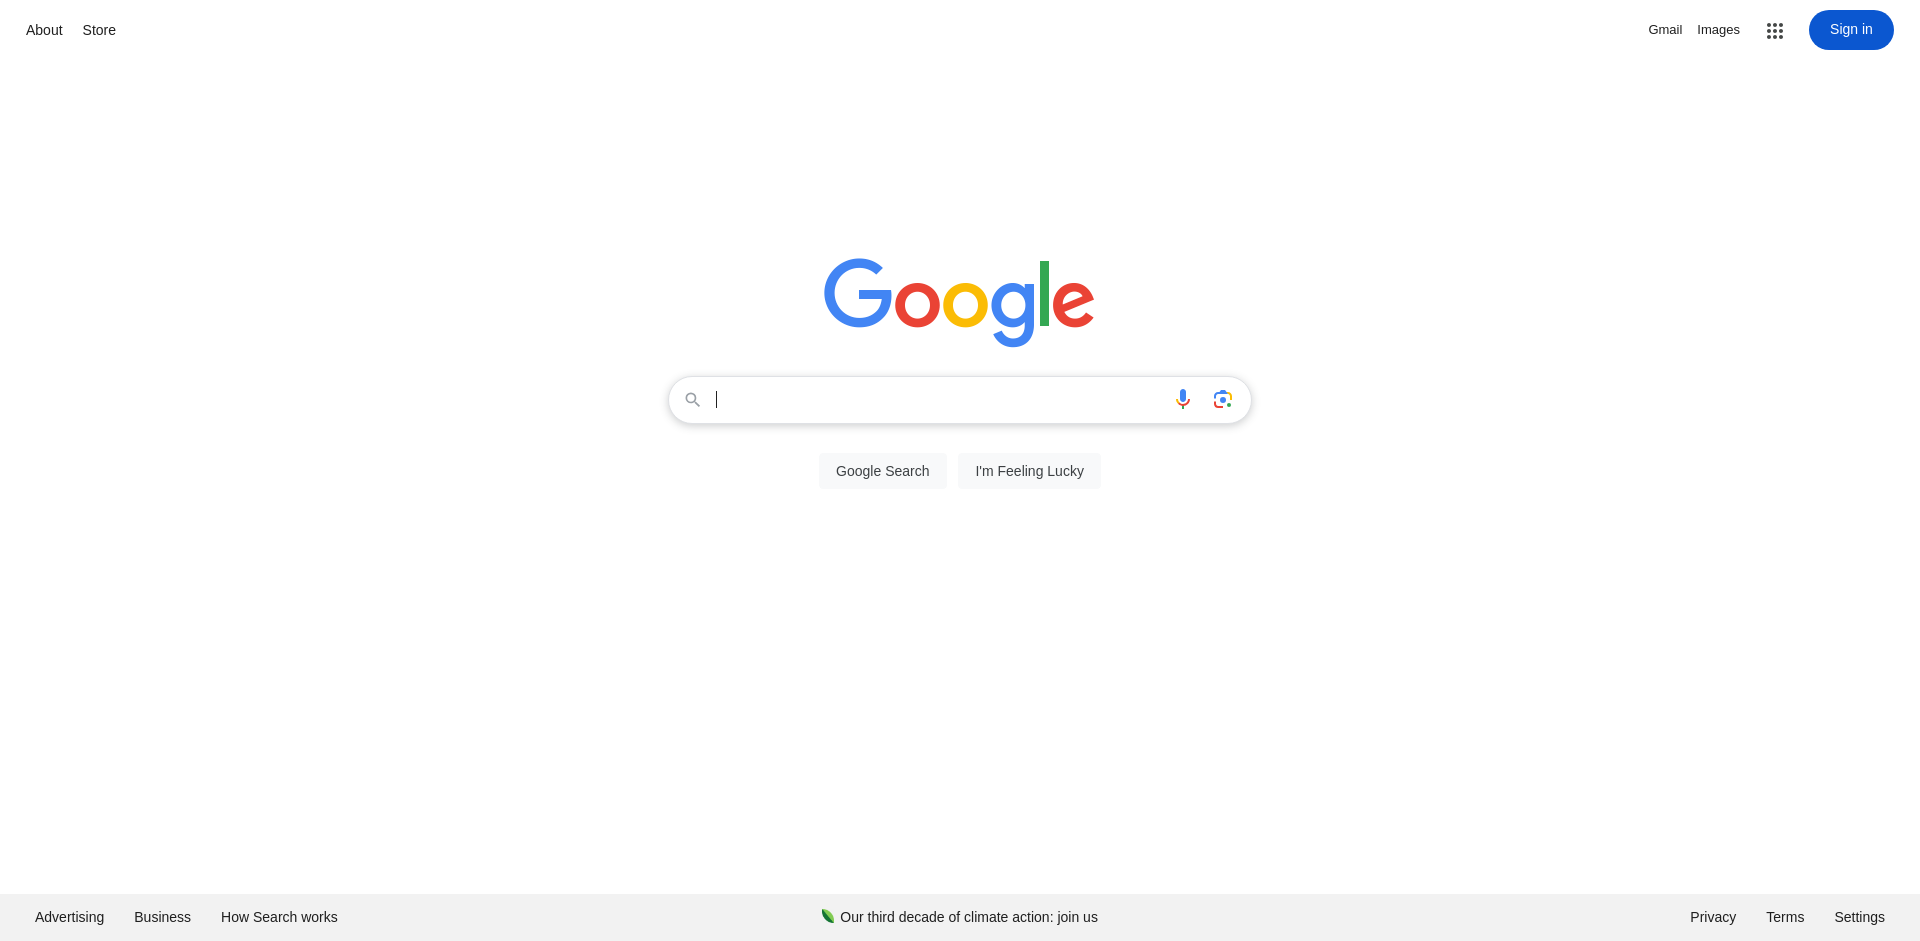 About Store Gmail Images Sign in
Google
Google Search I'm Feeling Lucky
Advertising Business How Search works Our third decade of climate action: join us Privacy Terms Settings